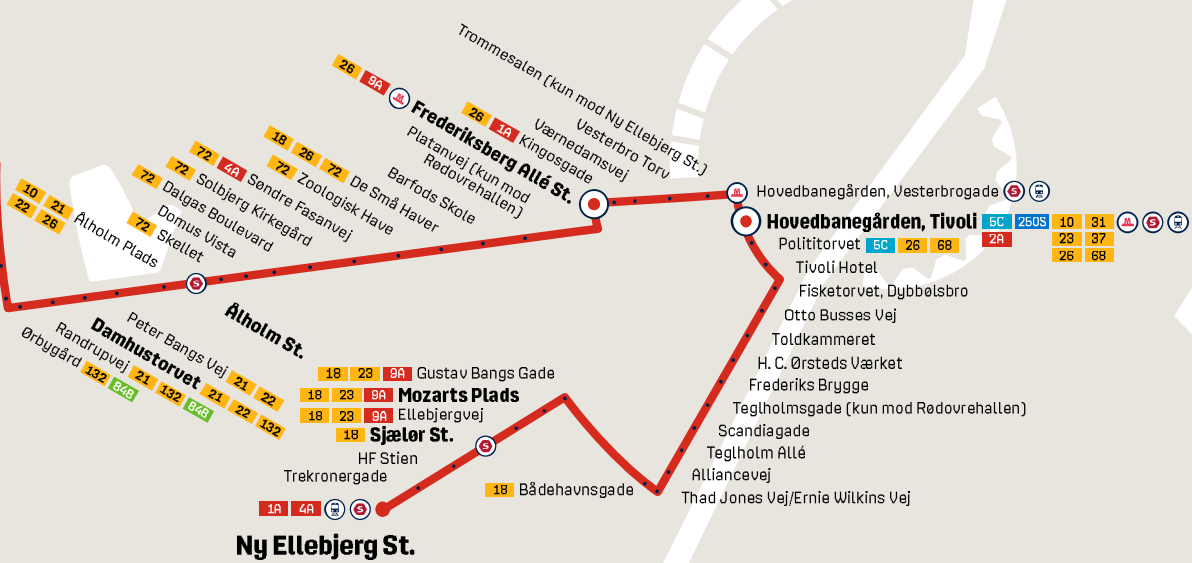 Trommesalen (kun mod Ny Ellebjerg St.)
Vesterbro Torv
Værnedamsvej
26 1A Kingosgade
26 9A M Frederiksberg Allé St.
Platanvej (kun mod
Rødovrehallen)
Barfods Skole
18 26 72 De Små Haver
72 Zoologisk Have
72 4A Søndre Fasanvej
72 Solbjerg Kirkegård
72 Dalgas Boulevard
Domus Vista
72 Skellet
10 21
22 26
Ålholm Plads
S
Ålholm St.
Peter Bangs Vej 21 22
Damhustorvet 21 22 132
Randrupvej 21 132 848
Ørbygård 132 848
M Hovedbanegården, Vesterbrogade S
Hovedbanegården, Tivoli 5C 250S 10 31 M S
2A 23 37
26 68
Polititorvet 5C 26 68
Tivoli Hotel
Fisketorvet, Dybbølsbro
Otto Busses Vej
Toldkammeret
H. C. Ørsteds Værket
Frederiks Brygge
Teglholmsgade (kun mod Rødovrehallen)
Scandiagade
Teglholm Allé
Alliancevej
Thad Jones Vej/Ernie Wilkins Vej
18 Bådehavnsgade
18 23 9A Gustav Bangs Gade
18 23 9A Mozarts Plads
18 23 9A Ellebjergvej
18 Sjælør St. S
HF Stien
Trekronergade
1A 4A S
Ny Ellebjerg St.